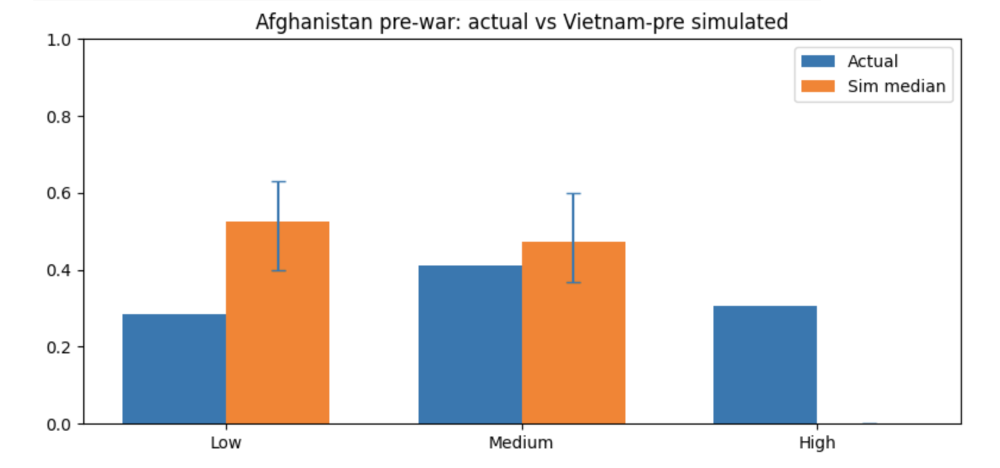 Afghanistan pre-war: actual vs Vietnam-pre simulated
1.0
Actual
Sim median
0.8
0.6
0.4
0.2
0.0
Low
Medium
High